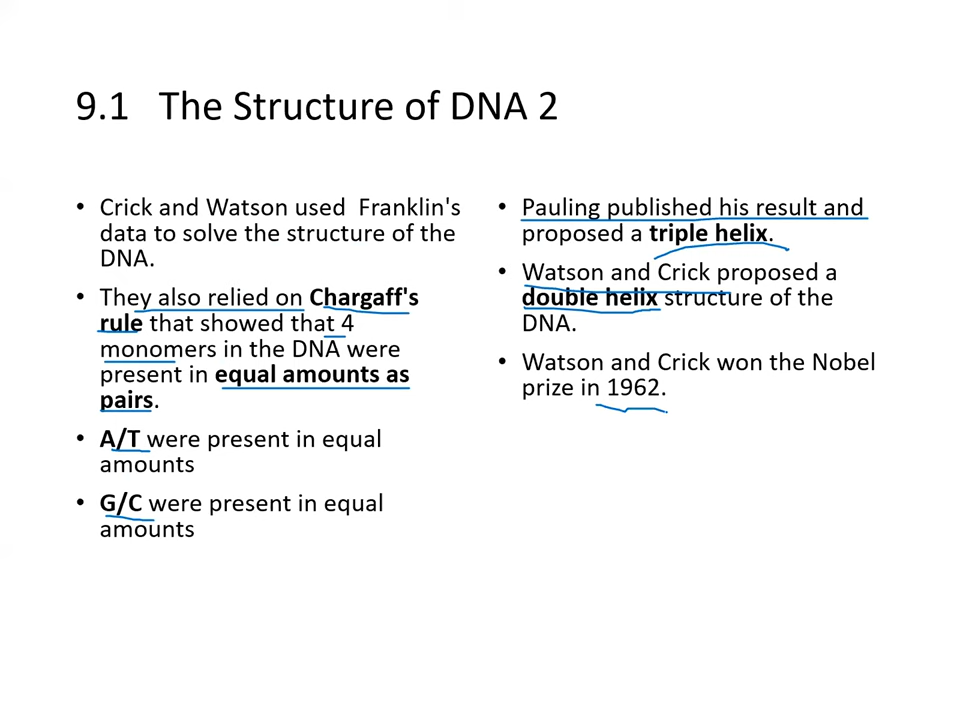 9.1 The Structure of DNA 2
• Crick and Watson used Franklin's
data to solve the structure of the
DNA.
• They also relied on Chargaff's
rule that showed that 4
monomers in the DNA were
present in equal amounts as
pairs.
• A/T were present in equal
amounts
• G/C were present in equal
amounts
• Pauling published his result and
proposed a triple helix.
• Watson and Crick proposed a
double helix structure of the
DNA.
• Watson and Crick won the Nobel
prize in 1962.